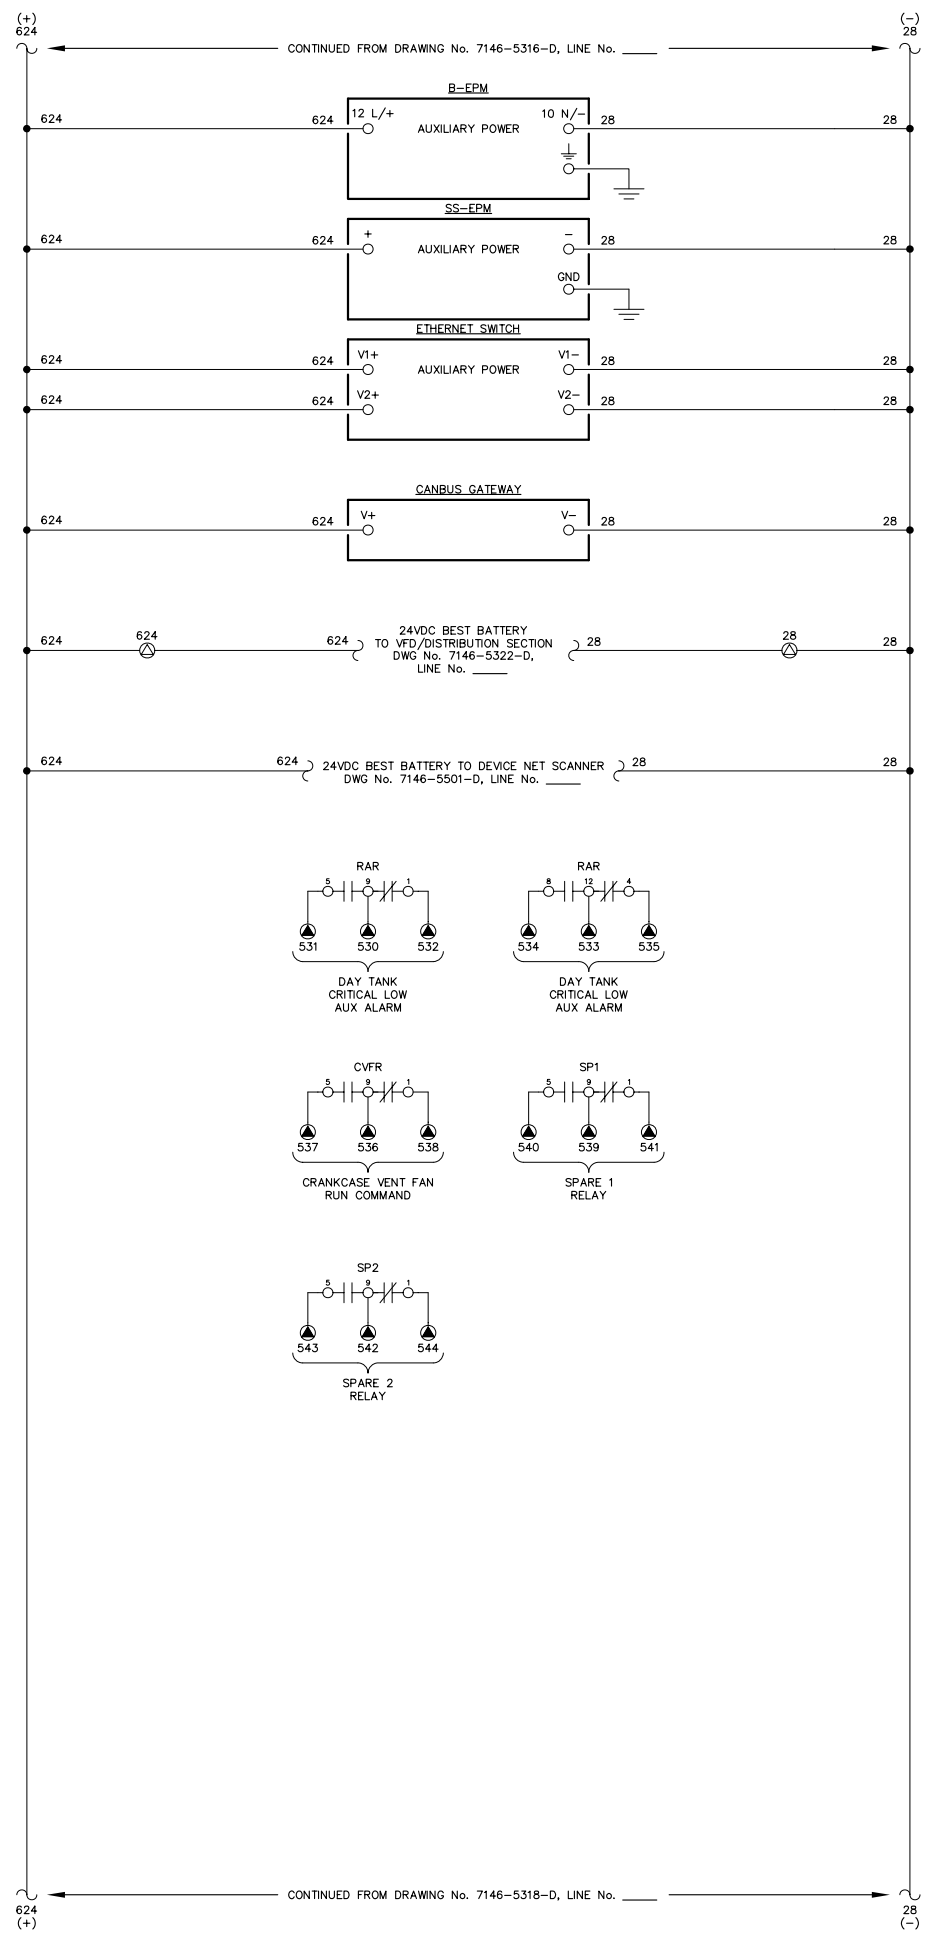 (+) (-)
624 28
CONTINUED FROM DRAWING No. 7146-5316-D, LINE No. _____
B-EPM
624 624 12 L/+ AUXILIARY POWER 10 N/- 28 28
SS-EPM
624 624 + AUXILIARY POWER - 28 28
GND
ETHERNET SWITCH
624 624 V1+ AUXILIARY POWER V1- 28 28
624 624 V2+ V2- 28 28
CANBUS GATEWAY
624 624 V+ V- 28 28
624 624 624 28 28 28
24VDC BEST BATTERY
TO VFD/DISTRIBUTION SECTION
DWG No. 7146-5322-D,
LINE No. _____
624 624 24VDC BEST BATTERY TO DEVICE NET SCANNER 28 28
DWG No. 7146-5501-D, LINE No. _____
RAR
5 9 1
531 530 532
DAY TANK
CRITICAL LOW
AUX ALARM
RAR
8 12 4
534 533 535
DAY TANK
CRITICAL LOW
AUX ALARM
CVFR
5 9 1
537 536 538
CRANKCASE VENT FAN
RUN COMMAND
SP1
5 9 1
540 539 541
SPARE 1
RELAY
SP2
5 9 1
543 542 544
SPARE 2
RELAY
CONTINUED FROM DRAWING No. 7146-5318-D, LINE No. _____
624 28
(+) (-)